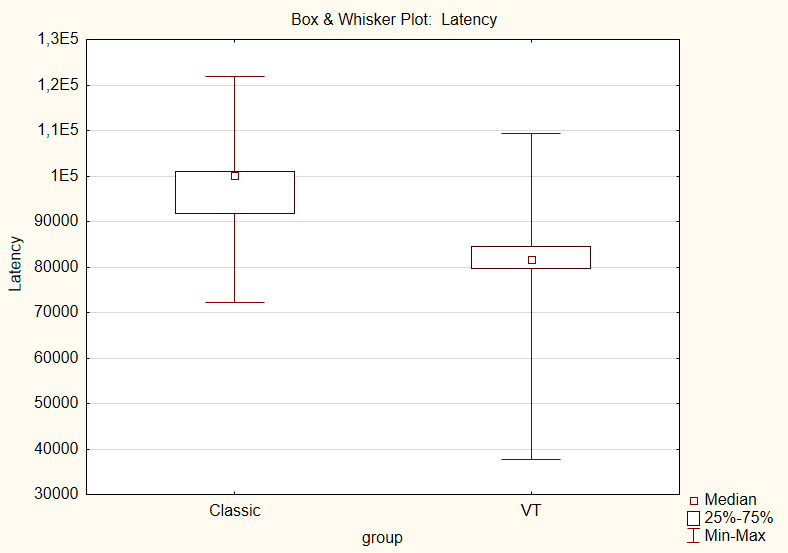 Box & Whisker Plot: Latency
1,3E5
1,2E5
1,1E5
1E5
90000
80000
70000
60000
50000
40000
30000
Latency
Classic
VT
group
Median
25%-75%
Min-Max